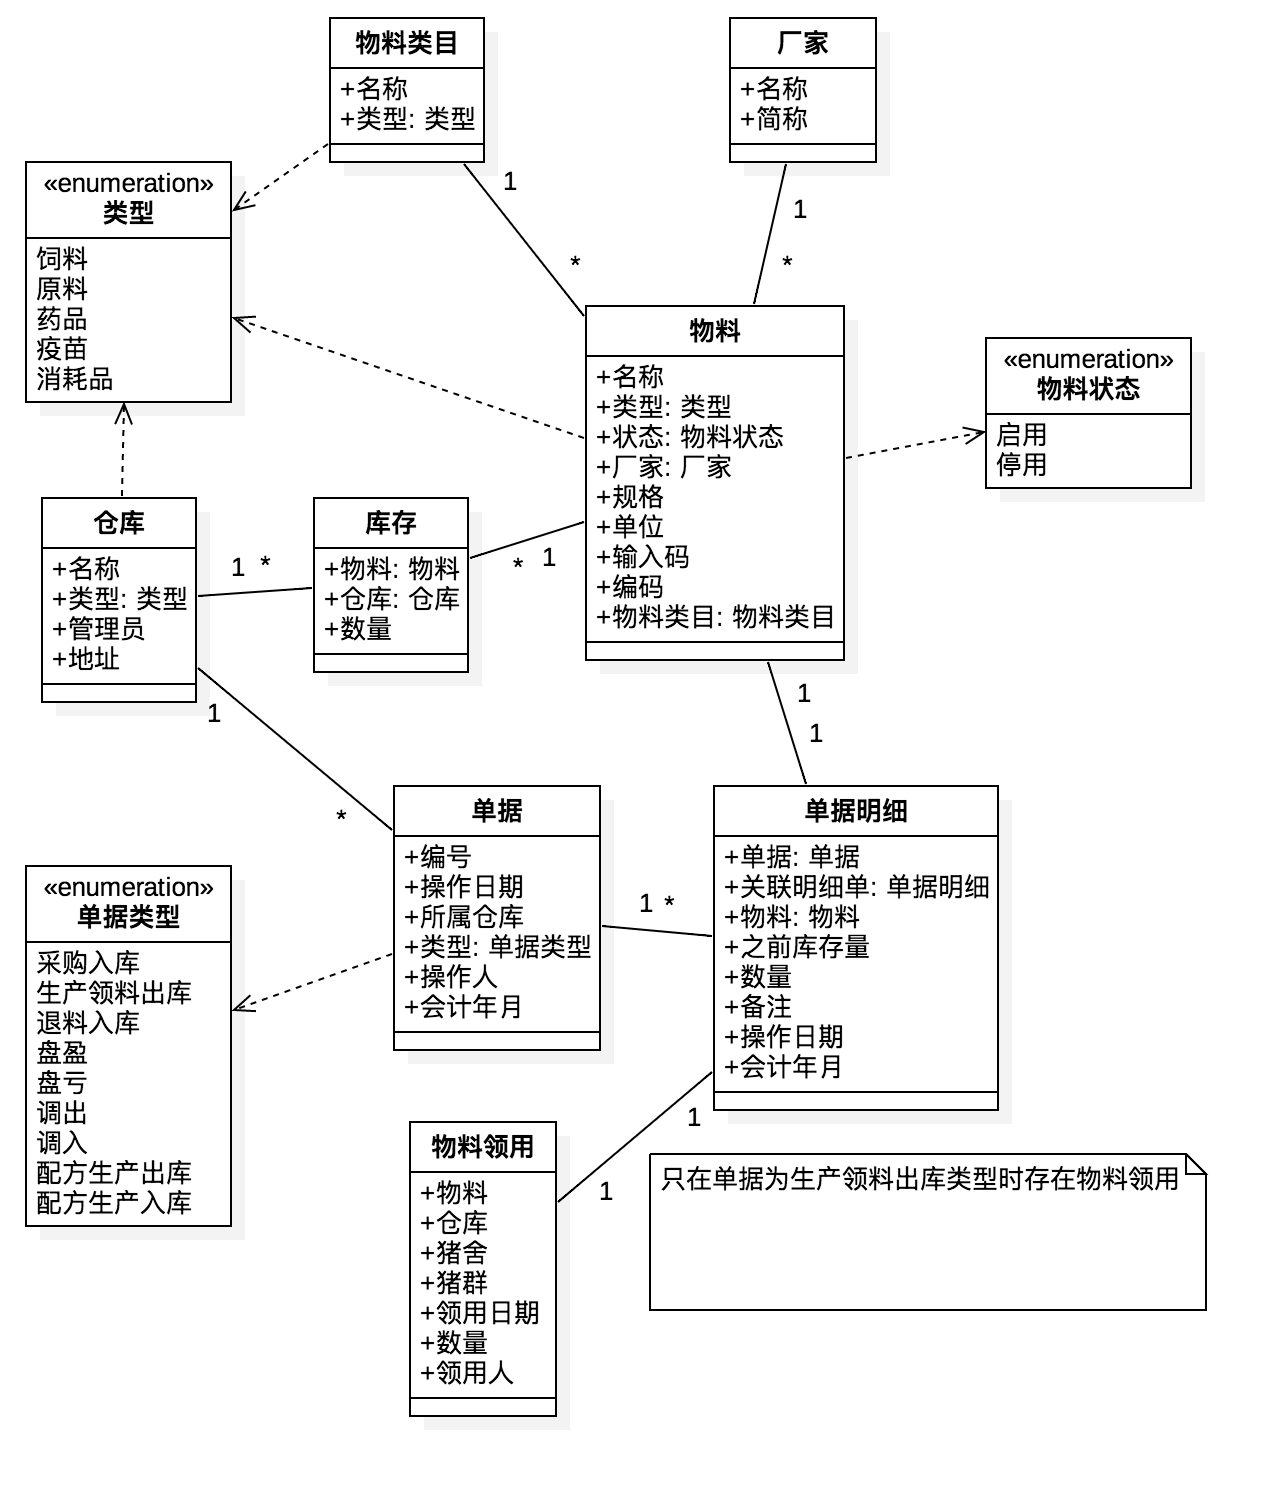 物料类目
+名称
+类型: 类型
厂家
+名称
+简称
«enumeration»
类型
饲料
原料
药品
疫苗
消耗品
1
*
1
*
物料
+名称
+类型: 类型
+状态: 物料状态
+厂家: 厂家
+规格
+单位
+输入码
+编码
+物料类目: 物料类目
«enumeration»
物料状态
启用
停用
仓库
+名称
+类型: 类型
+管理员
+地址
1 *
库存
+物料: 物料
+仓库: 仓库
+数量
* 1
1
*
1
1
单据
+编号
+操作日期
+所属仓库
+类型: 单据类型
+操作人
+会计年月
1 *
单据明细
+单据: 单据
+关联明细单: 单据明细
+物料: 物料
+之前库存量
+数量
+备注
+操作日期
+会计年月
«enumeration»
单据类型
采购入库
生产领料出库
退料入库
盘盈
盘亏
调出
调入
配方生产出库
配方生产入库
1
1
物料领用
+物料
+仓库
+猪舍
+猪群
+领用日期
+数量
+领用人
只在单据为生产领料出库类型时存在物料领用